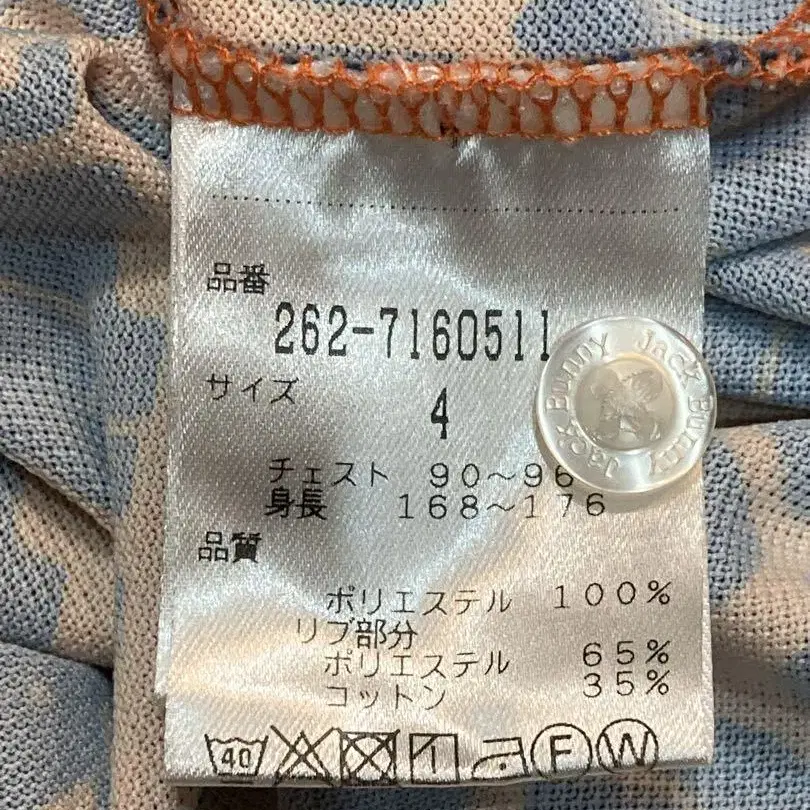 品番
262-7160511
サイズ
4
チェスト 90～96
身長 168～176
品質
ポリエステル 100%
リブ部分
ポリエステル 65%
コットン 35%
40 1 F W
Jack Bunny Jack Bunny